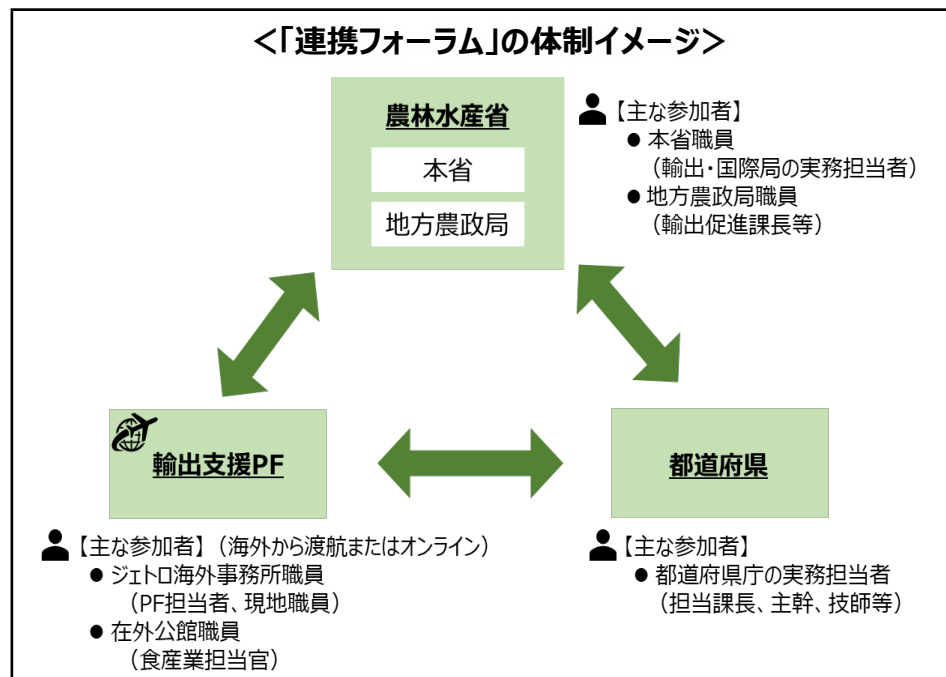 ＜「連携フォーラム」の体制イメージ＞
農林水産省
本省
地方農政局
【主な参加者】
● 本省職員
（輸出・国際局の実務担当者）
● 地方農政局職員
（輸出促進課長等）
輸出支援PF
【主な参加者】（海外から渡航またはオンライン）
● ジェトロ海外事務所職員
（PF担当者、現地職員）
● 在外公館職員
（食産業担当官）
都道府県
【主な参加者】
● 都道府県庁の実務担当者
（担当課長、主幹、技師等）